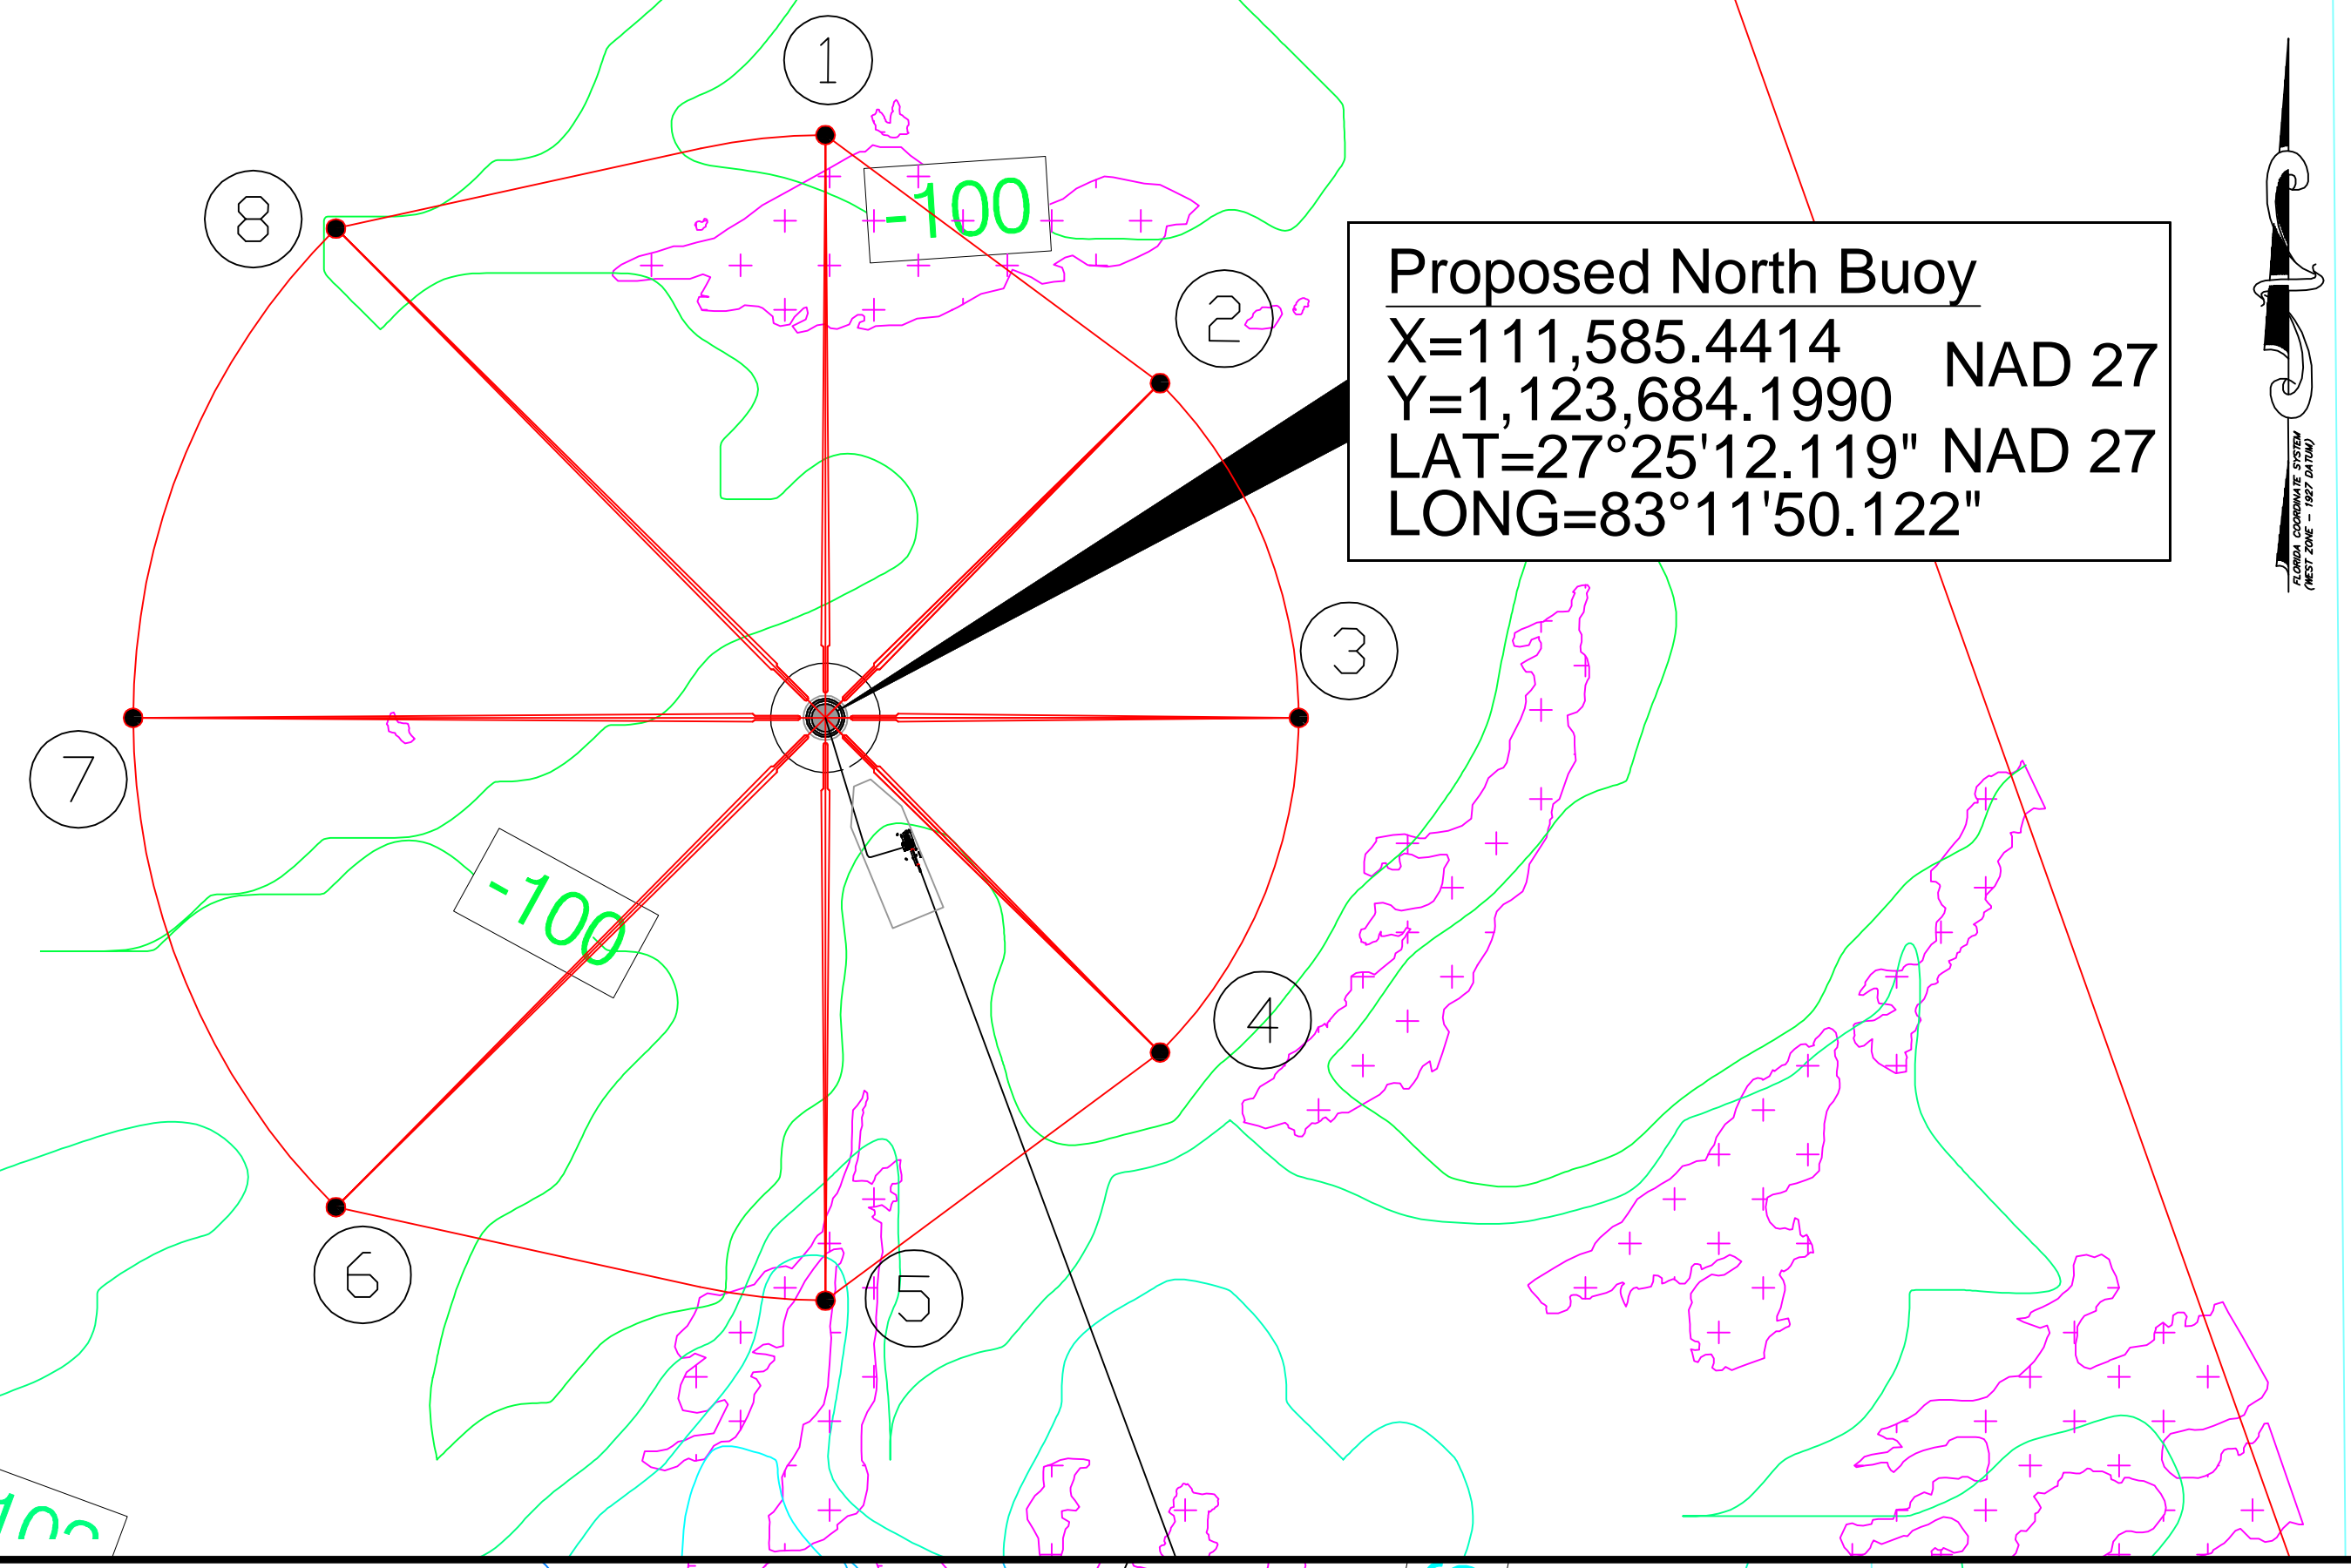 1
8
-100
2
Proposed North Buoy
X=111,585.4414
Y=1,123,684.1990
NAD 27
LAT=27°25'12.119"
NAD 27
LONG=83°11'50.122"
FLORIDA COORDINATE SYSTEM
(WEST ZONE - 1927 DATUM)
3
7
-100
4
6
5